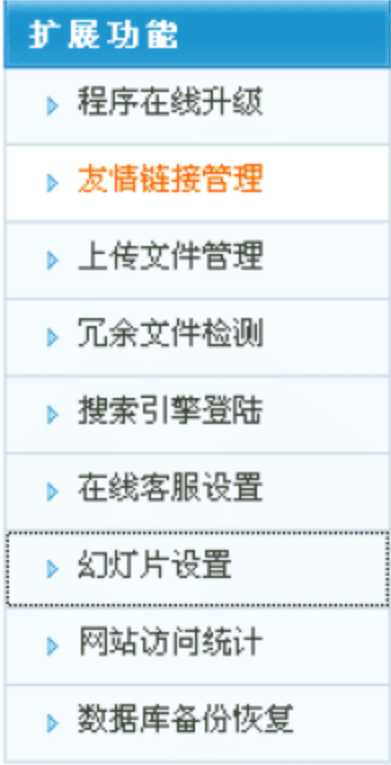 扩展功能
程序在线升级
友情链接管理
上传文件管理
冗余文件检测
搜索引擎登陆
在线客服设置
幻灯片设置
网站访问统计
数据库备份恢复